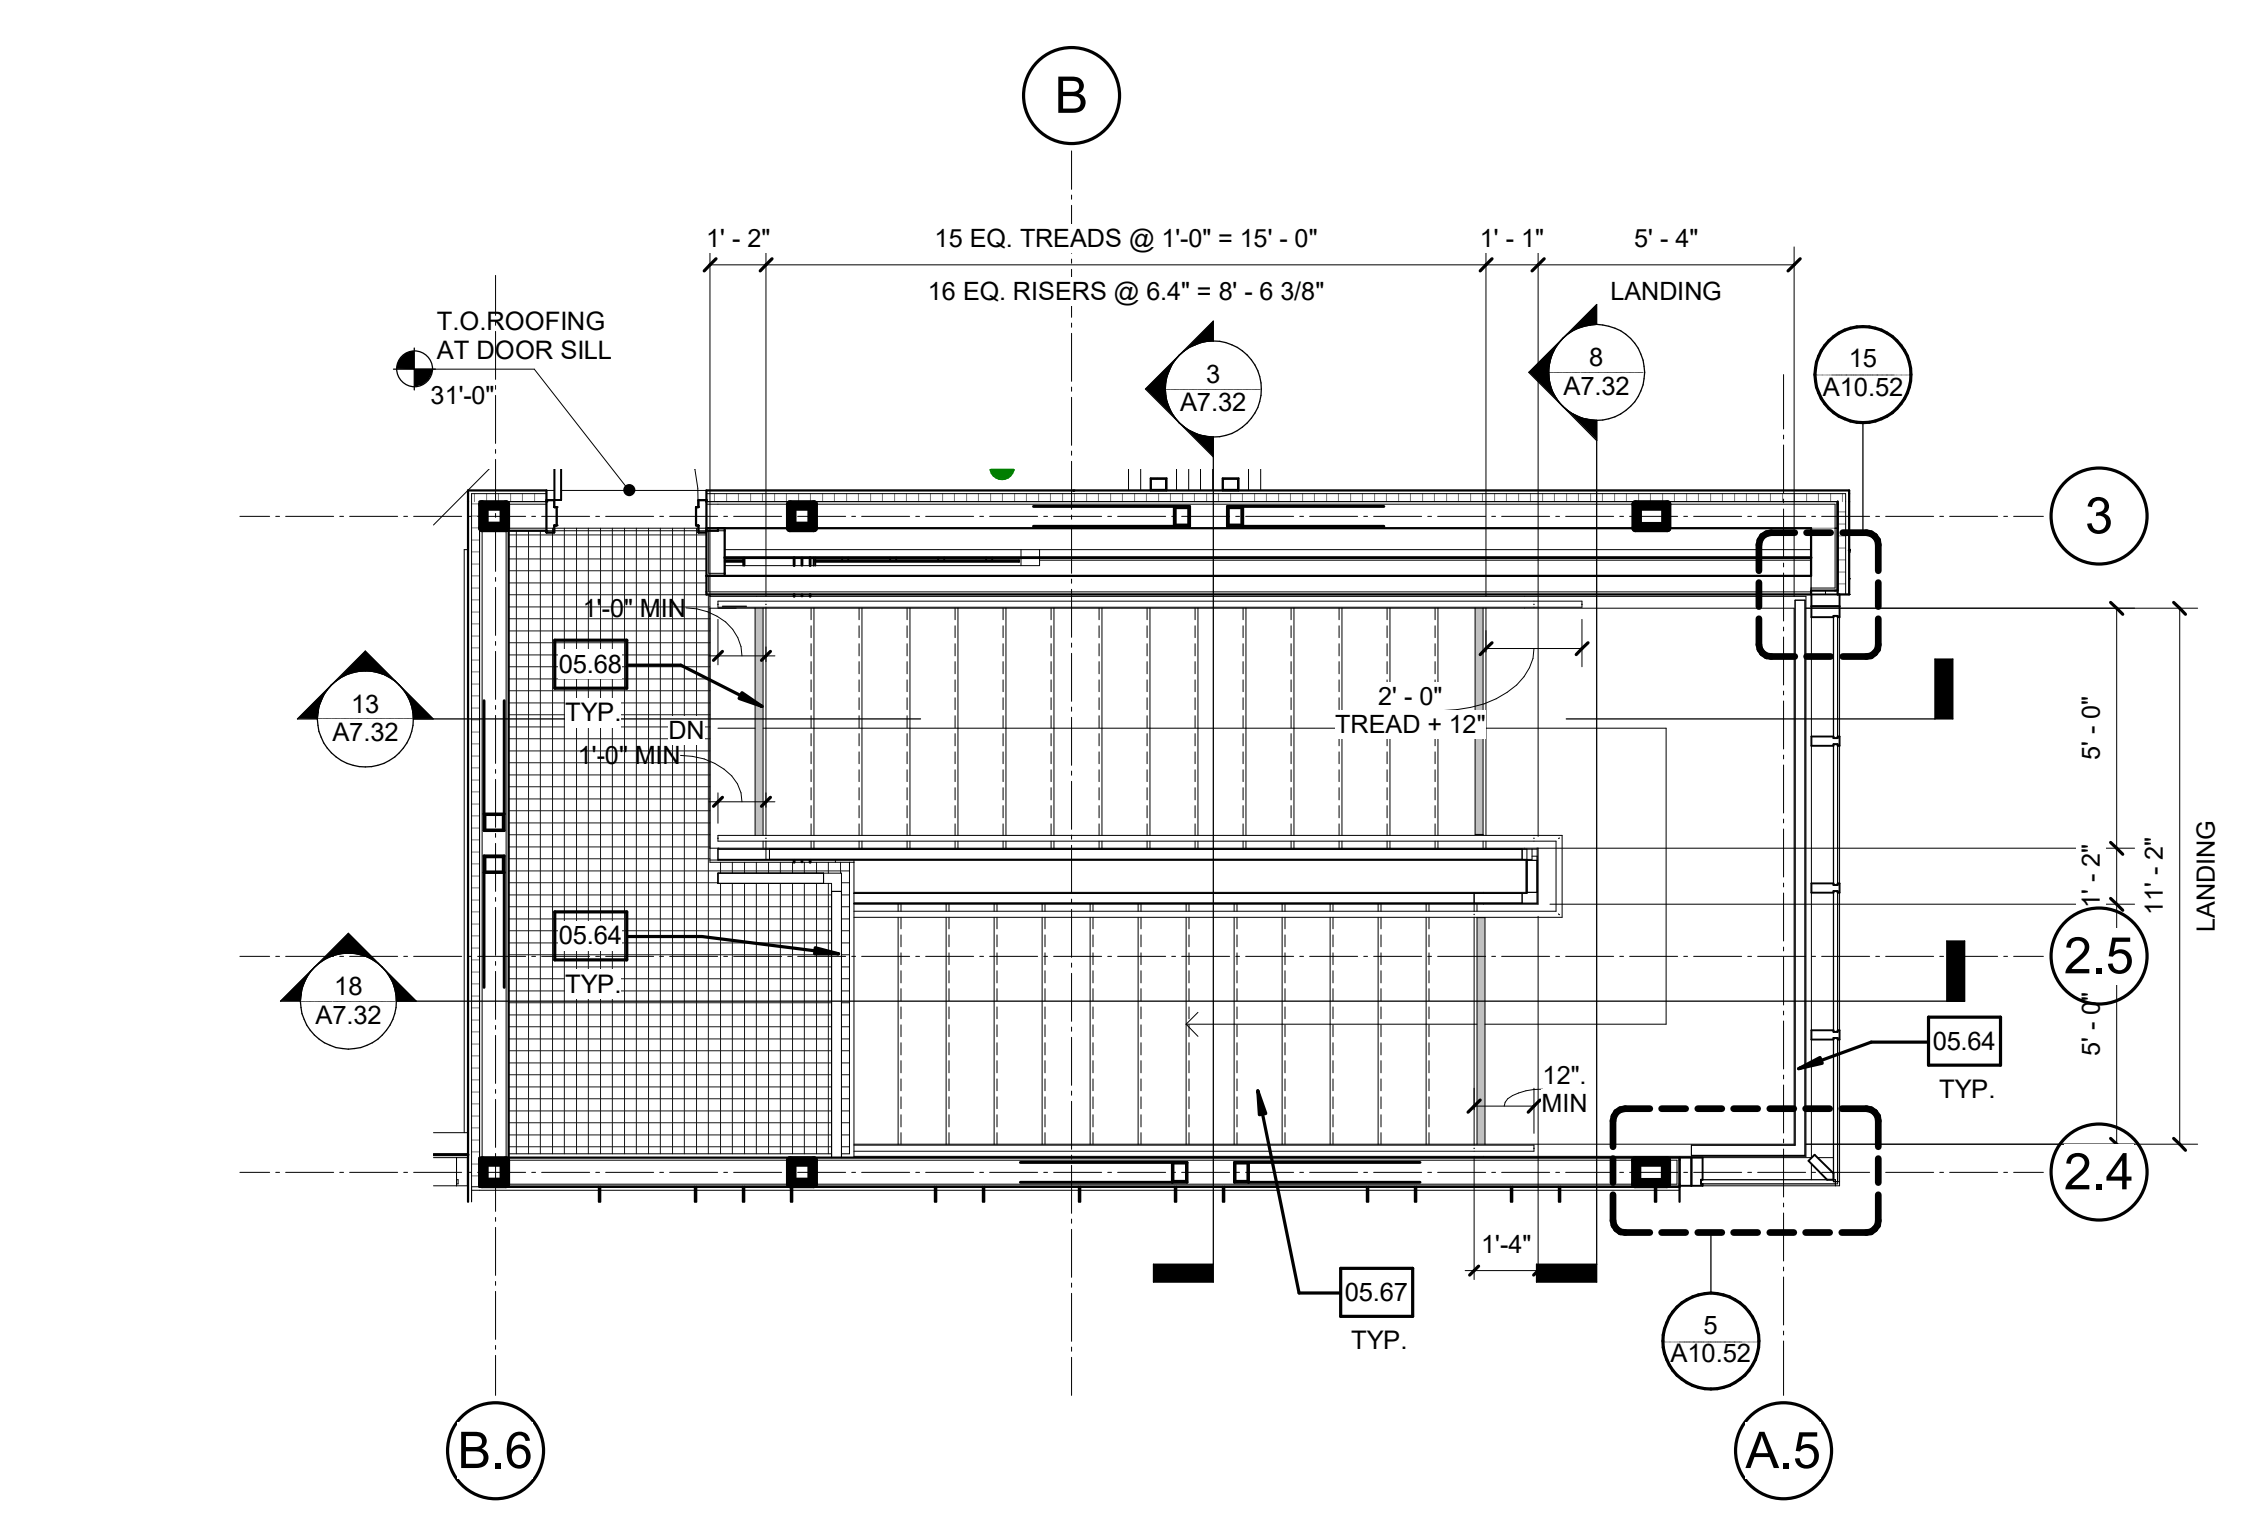 B
1' - 2"
15 EQ. TREADS @ 1'-0" = 15' - 0"
1' - 1"
5' - 4"
16 EQ. RISERS @ 6.4" = 8' - 6 3/8"
LANDING
T.O.ROOFING
AT DOOR SILL
31'-0"
3
A7.32
8
A7.32
15
A10.52
3
1'-0" MIN
05.68
TYP.
13
A7.32
DN
1'-0" MIN
2' - 0"
TREAD + 12"
5' - 0"
1' - 2"
11' - 2"
LANDING
05.64
TYP.
2.5
18
A7.32
5' - 0"
05.64
TYP.
12".
MIN
2.4
1'-4"
05.67
TYP.
5
A10.52
B.6
A.5